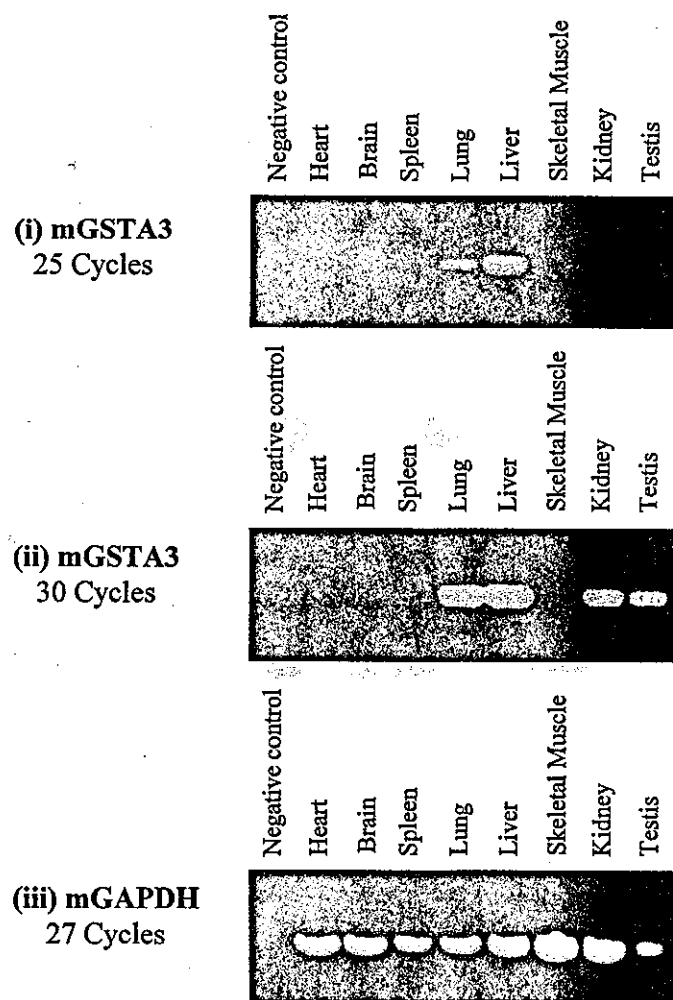 Negative control
Heart
Brain
Spleen
Lung
Liver
Skeletal Muscle
Kidney
Testis
(i) mGSTA3
25 Cycles
Negative control
Heart
Brain
Spleen
Lung
Liver
Skeletal Muscle
Kidney
Testis
(ii) mGSTA3
30 Cycles
Negative control
Heart
Brain
Spleen
Lung
Liver
Skeletal Muscle
Kidney
Testis
(iii) mGAPDH
27 Cycles